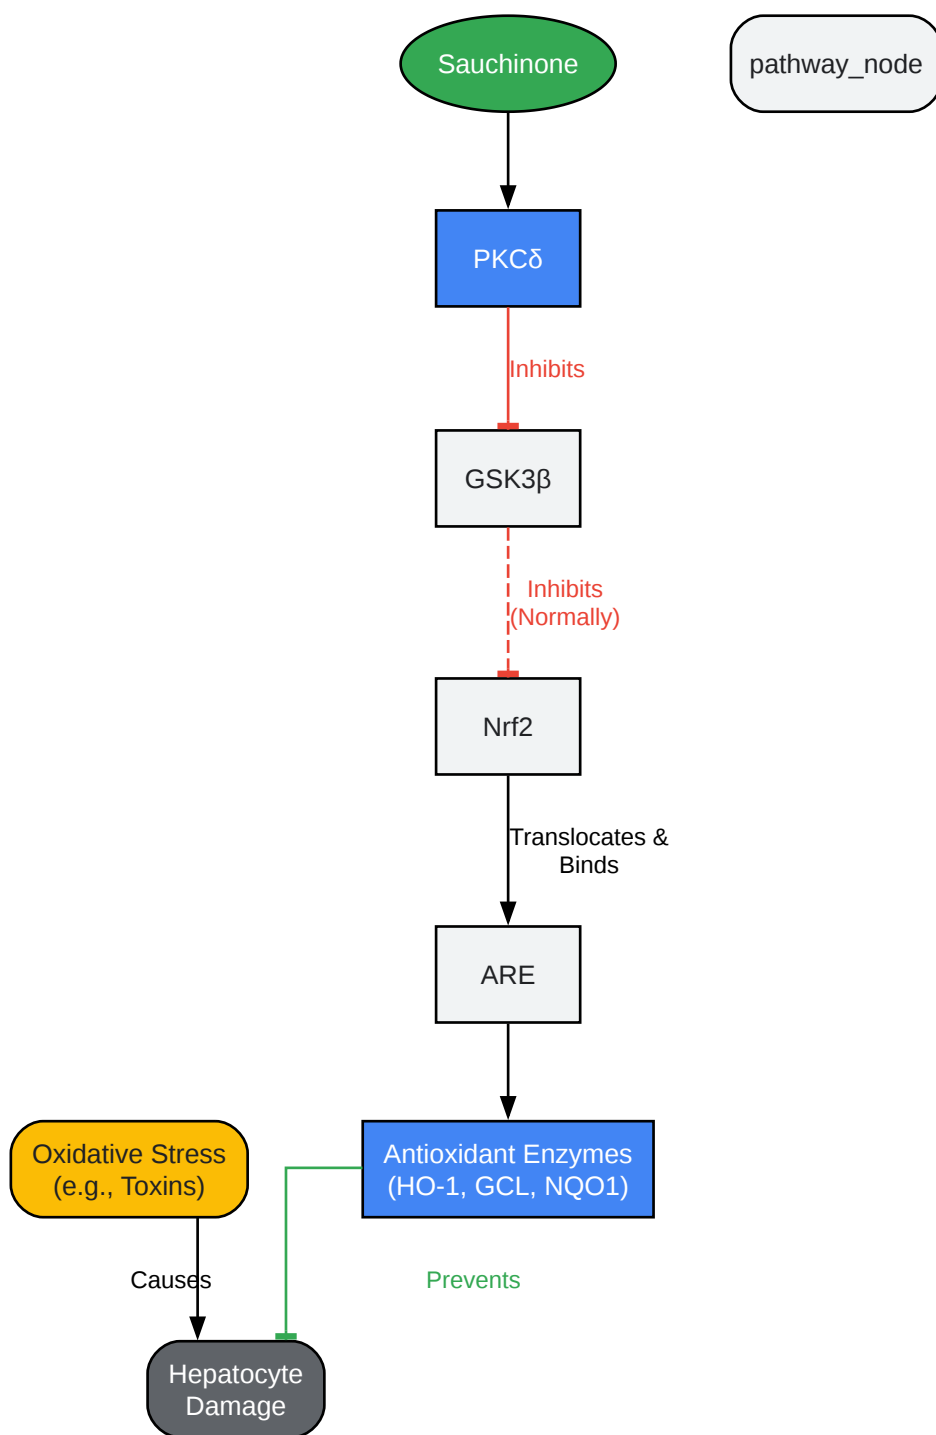 Sauchinone
pathway_node
PKCδ
Inhibits
GSK3β
Inhibits
(Normally)
Nrf2
Translocates &
Binds
ARE
Oxidative Stress
(e.g., Toxins)
Antioxidant Enzymes
(HO-1, GCL, NQO1)
Causes
Prevents
Hepatocyte
Damage